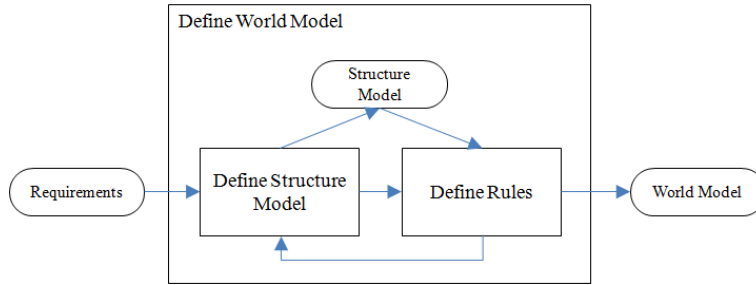 Define World Model
Structure
Model
Requirements
Define Structure
Model
Define Rules
World Model